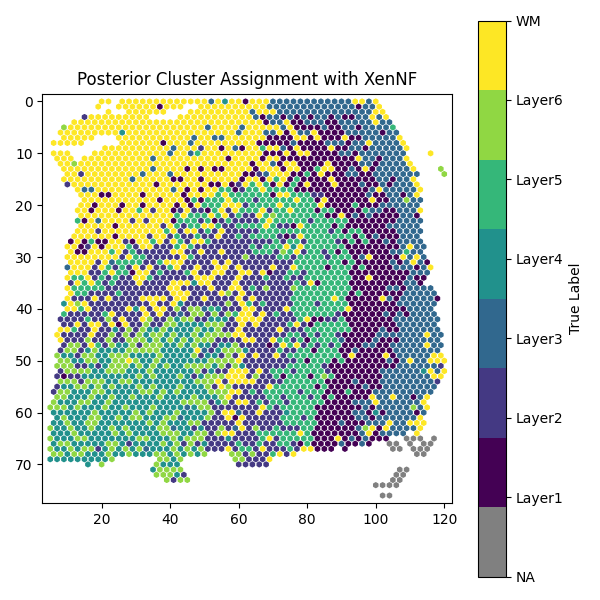 Posterior Cluster Assignment with XenNF
0
10
20
30
40
50
60
70
20
40
60
80
100
120
WM
Layer6
Layer5
Layer4
Layer3
Layer2
Layer1
NA
True Label